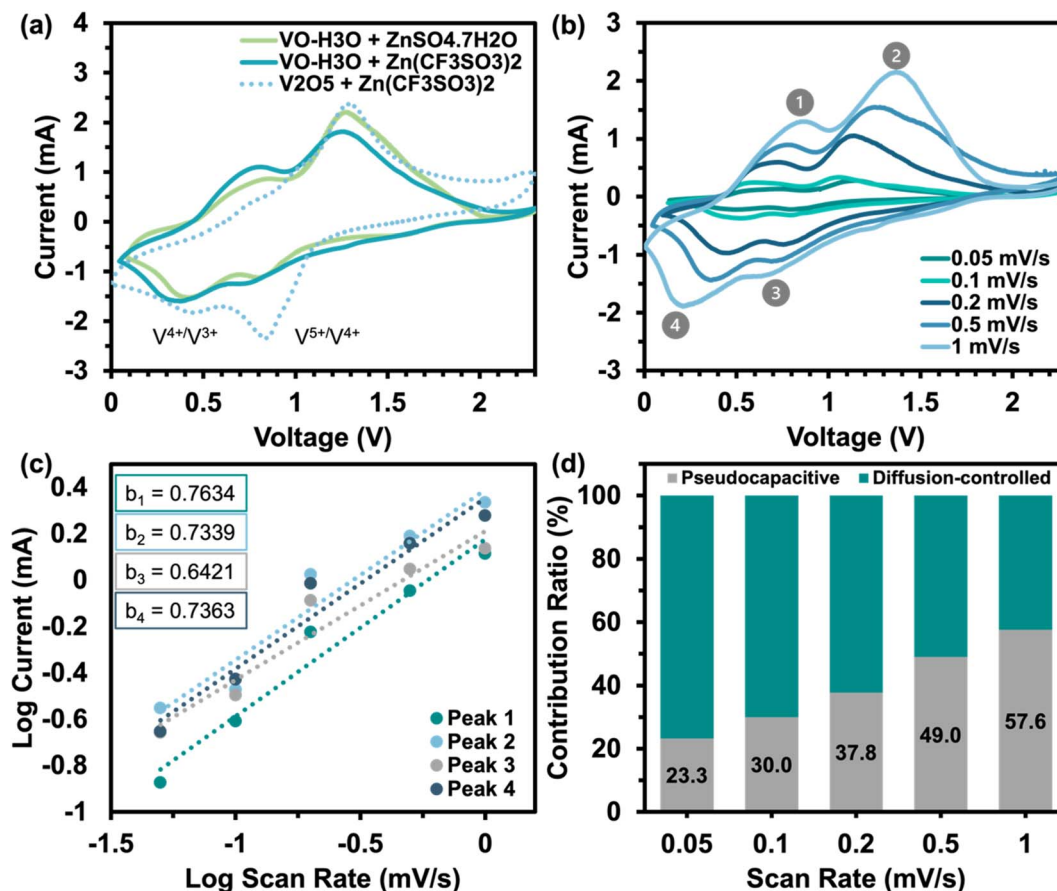 (a)
4
3
2
1
0
-1
-2
-3
Current (mA)
VO-H3O + ZnSO4.7H2O
VO-H3O + Zn(CF3SO3)2
V2O5 + Zn(CF3SO3)2
V4+/V3+
V5+/V4+
0 0.5 1 1.5 2
Voltage (V)
(b)
3
2
1
0
-1
-2
-3
Current (mA)
1
2
3
4
0.05 mV/s
0.1 mV/s
0.2 mV/s
0.5 mV/s
1 mV/s
0 0.5 1 1.5 2
Voltage (V)
(c)
0.4
0.2
0
-0.2
-0.4
-0.6
-0.8
-1
Log Current (mA)
b1 = 0.7634
b2 = 0.7339
b3 = 0.6421
b4 = 0.7363
Peak 1
Peak 2
Peak 3
Peak 4
-1.5 -1 -0.5 0
Log Scan Rate (mV/s)
(d)
Pseudocapacitive Diffusion-controlled
100
80
60
40
20
0
Contribution Ratio (%)
23.3 30.0 37.8 49.0 57.6
0.05 0.1 0.2 0.5 1
Scan Rate (mV/s)